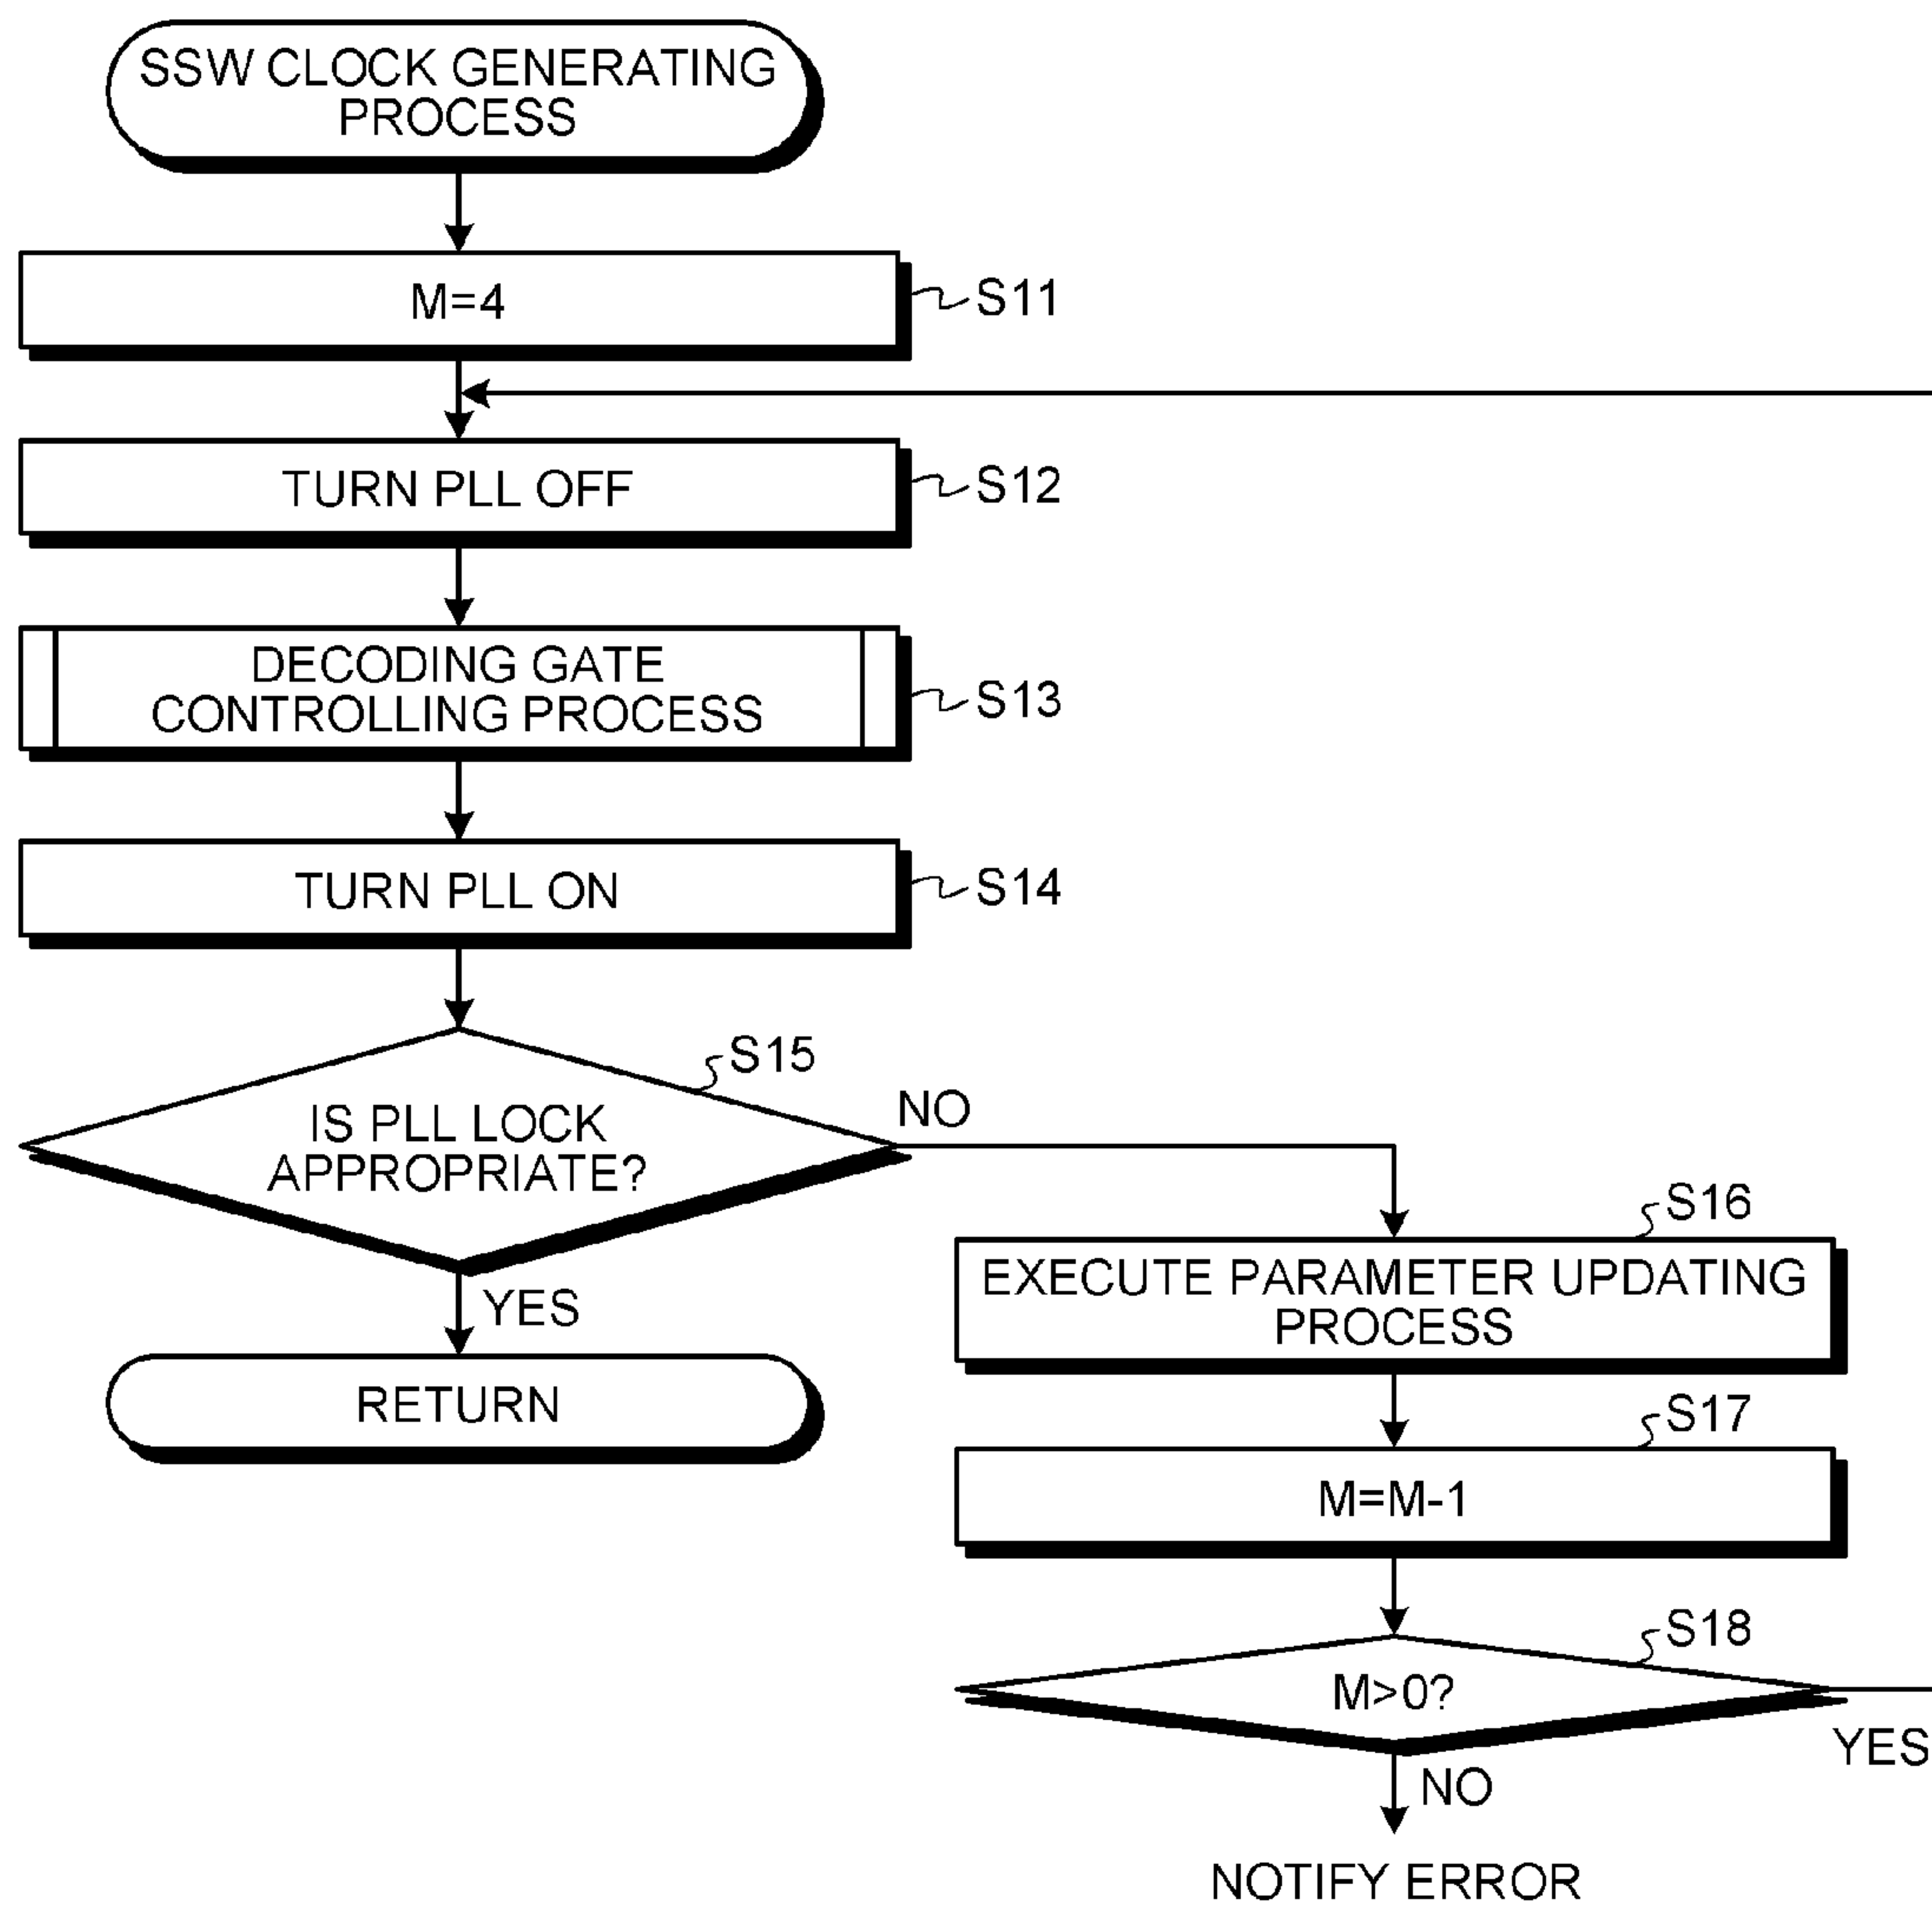 SSW CLOCK GENERATING
PROCESS
M=4
S11
TURN PLL OFF
S12
DECODING GATE
CONTROLLING PROCESS
S13
TURN PLL ON
S14
S15
IS PLL LOCK
APPROPRIATE?
NO
YES
RETURN
S16
EXECUTE PARAMETER UPDATING
PROCESS
S17
M=M-1
S18
M>0?
YES
NO
NOTIFY ERROR